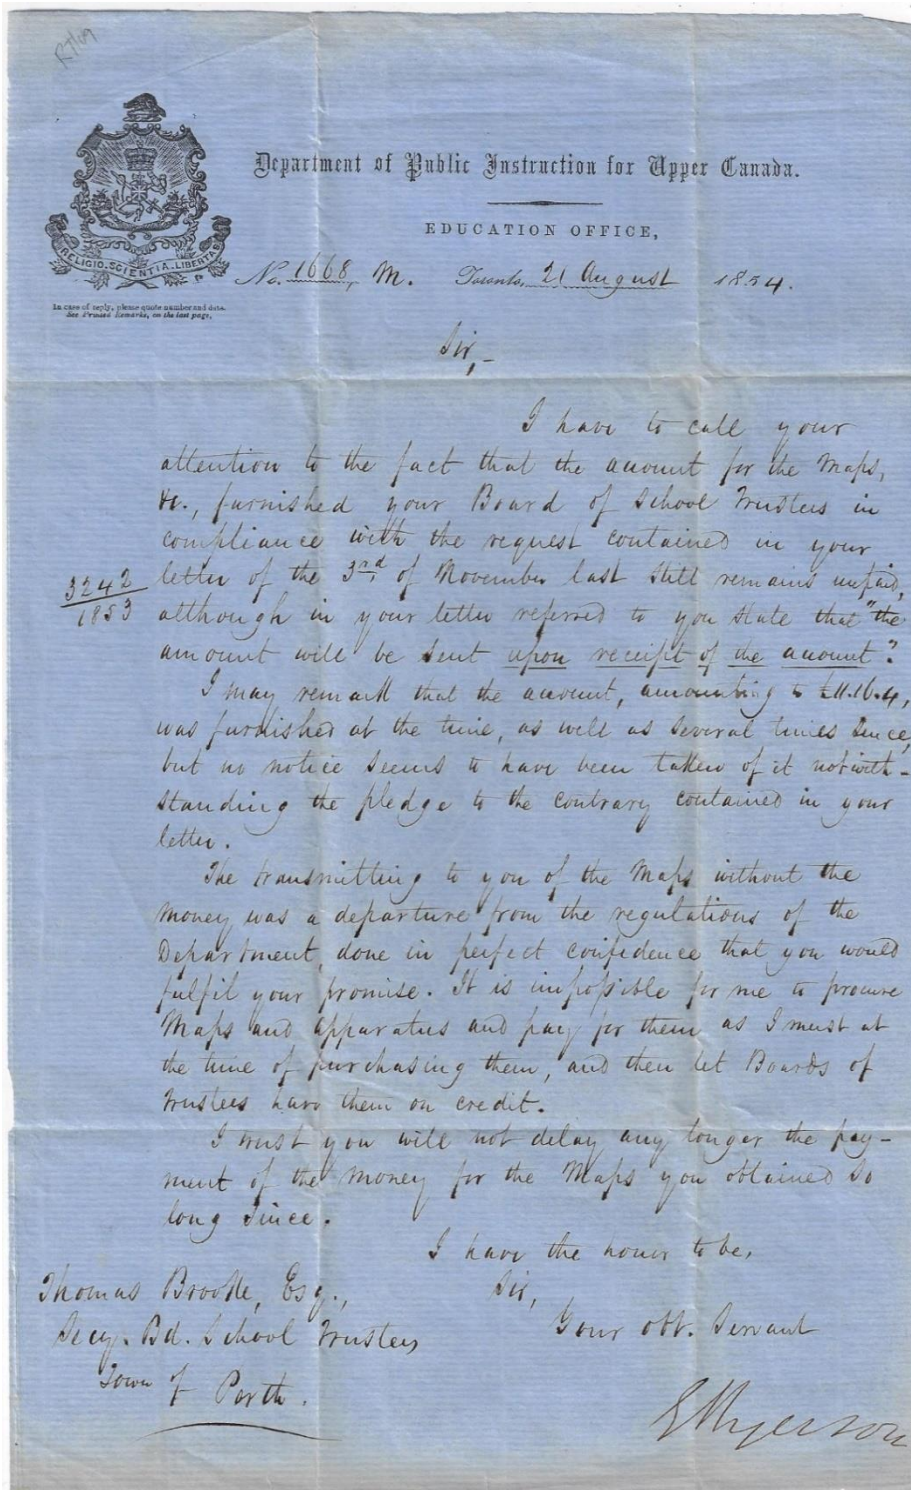 RELIGIO.SCIENTIA.LIBERTAS
Department of Public Instruction for Upper Canada.
EDUCATION OFFICE,
No. 1668, M. Toronto, 21 August 1854.
In case of reply, please quote number and date.
See Printed Remarks, on the last page.
Sir,-
I have to call your
attention to the fact that the account for the Maps,
&c., furnished your Board of School Trustees in
compliance with the request contained in your
3242
1853
letter of the 3rd of November last still remains unpaid,
although in your letter referred to you state that "the
amount will be sent upon receipt of the account".
I may remark that the account, amounting to £11.16.4,
was furnished at the time, as well as several times since,
but no notice seems to have been taken of it notwith-
standing the pledge to the contrary contained in your
letter.
The transmitting to you of the Maps without the
money was a departure from the regulations of the
Department, done in perfect confidence that you would
fulfil your promise. It is impossible for me to procure
Maps and apparatus and pay for them as I must at
the time of purchasing them, and then let Boards of
Trustees have them on credit.
I trust you will not delay any longer the pay-
ment of the money for the Maps you obtained so
long since.
I have the honor to be,
Sir,
Your obt. Servant
Thomas Brooke, Esq.,
Secy. Bd. School Trustees,
Town of Perth.
E Ryerson